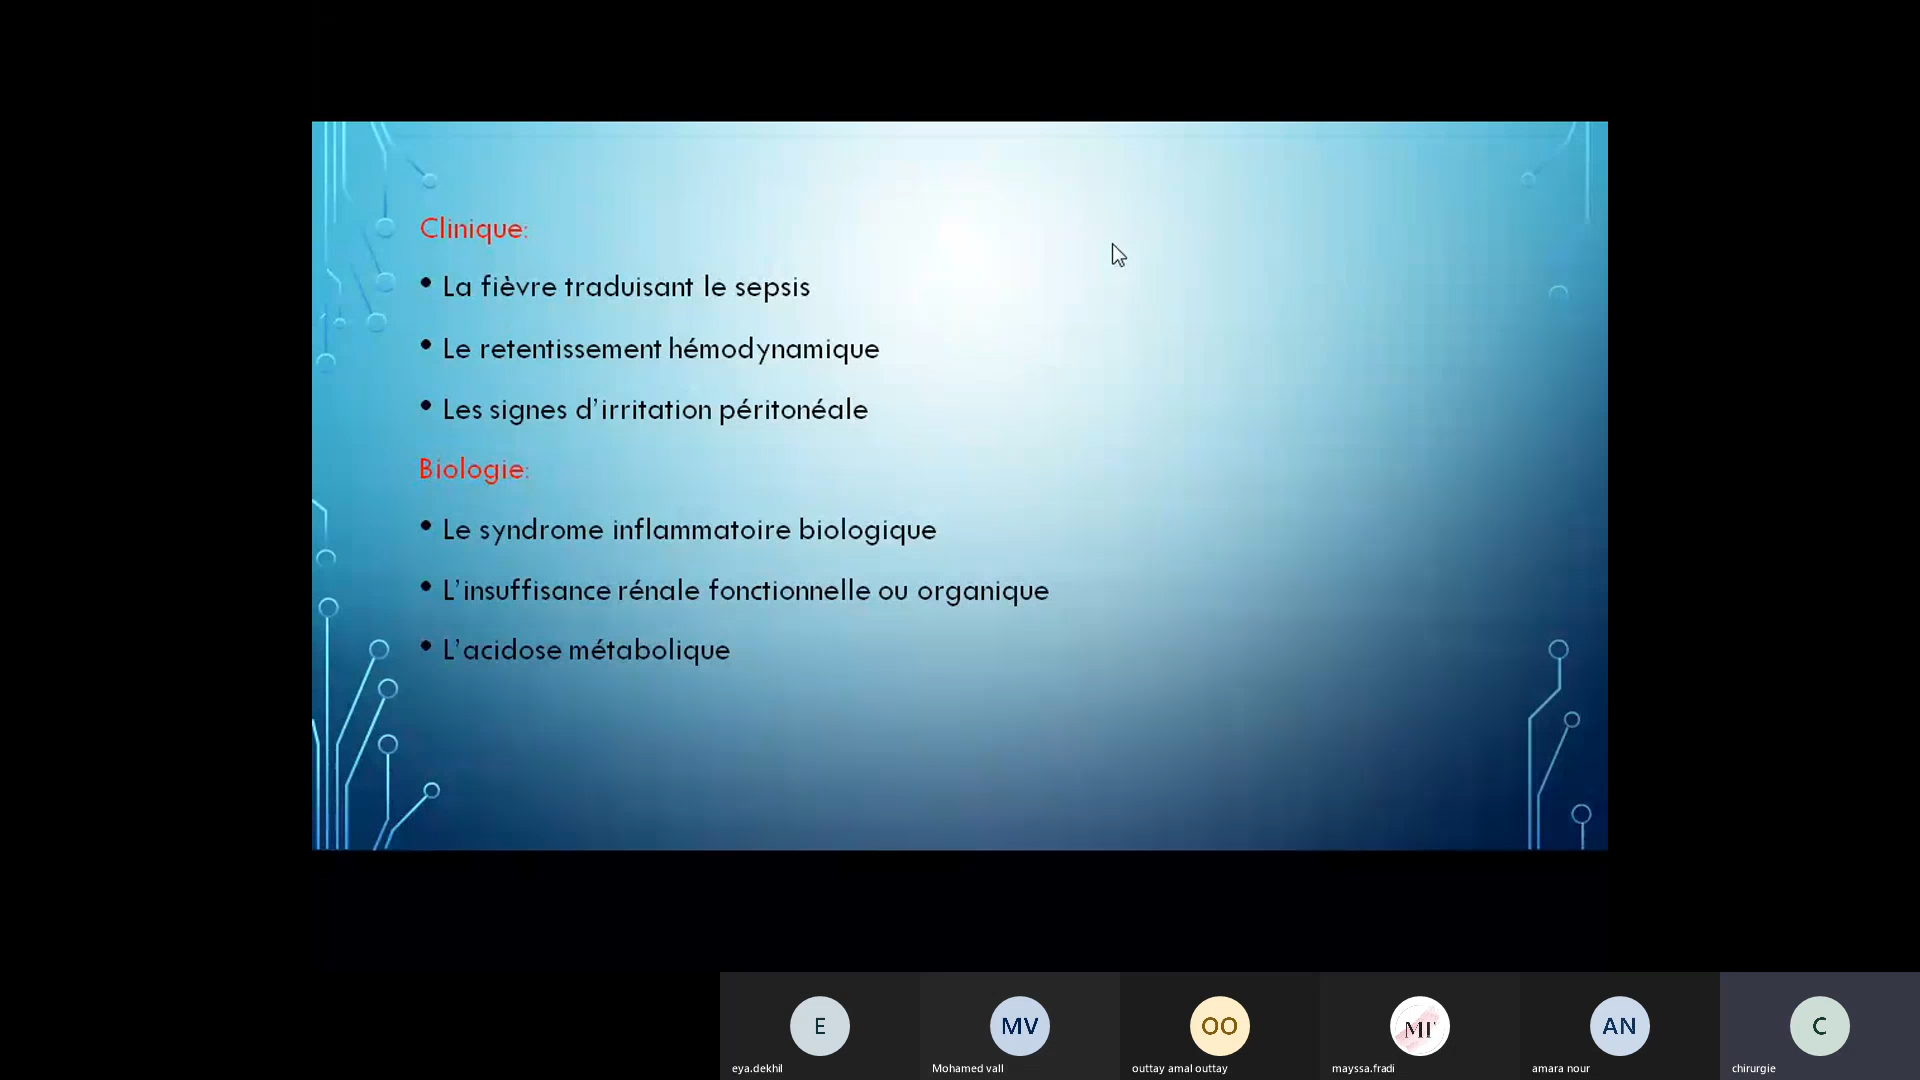 Clinique:
• La fièvre traduisant le sepsis
• Le retentissement hémodynamique
• Les signes d’irritation péritonéale
Biologie:
• Le syndrome inflammatoire biologique
• L’insuffisance rénale fonctionnelle ou organique
• L’acidose métabolique
E
MV
OO
MF
AN
C
eya.dekhil
Mohamed vall
outtay amal outtay
mayssa.fradi
amara nour
chirurgie